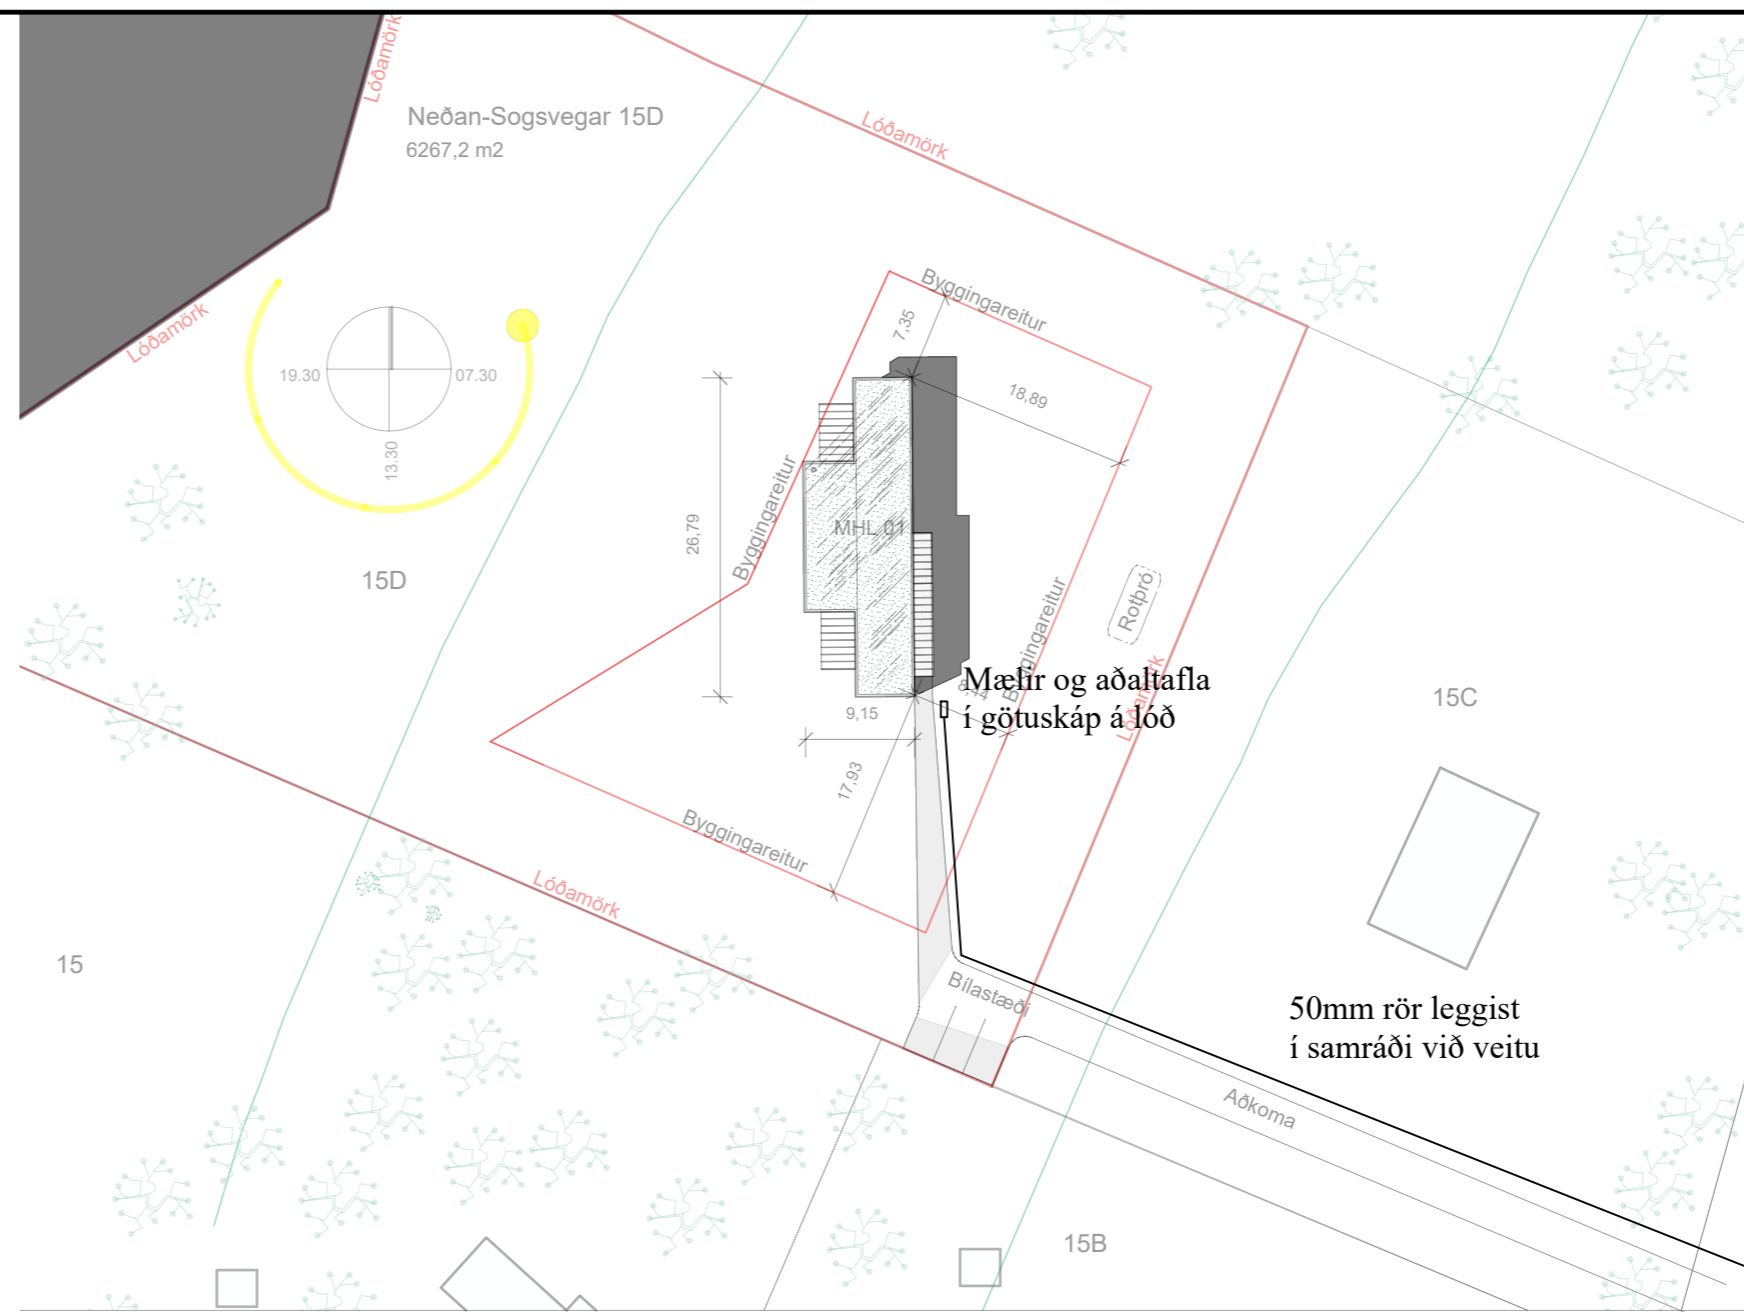 Lóðamörk
Neðan-Sogsvegar 15D
6267,2 m2
Lóðamörk
Lóðamörk
19.30
07.30
13.30
Byggingareitur
7,35
18,89
26,79
Byggingareitur
MHL 01
15D
Rotþró
Byggingareitur
Mælir og aðaltafla
í götuskáp á lóð
8,44
Lóðamörk
15C
9,15
17,93
Byggingareitur
Lóðamörk
15
Bílastæði
50mm rör leggist
í samráði við veitu
Aðkoma
15B